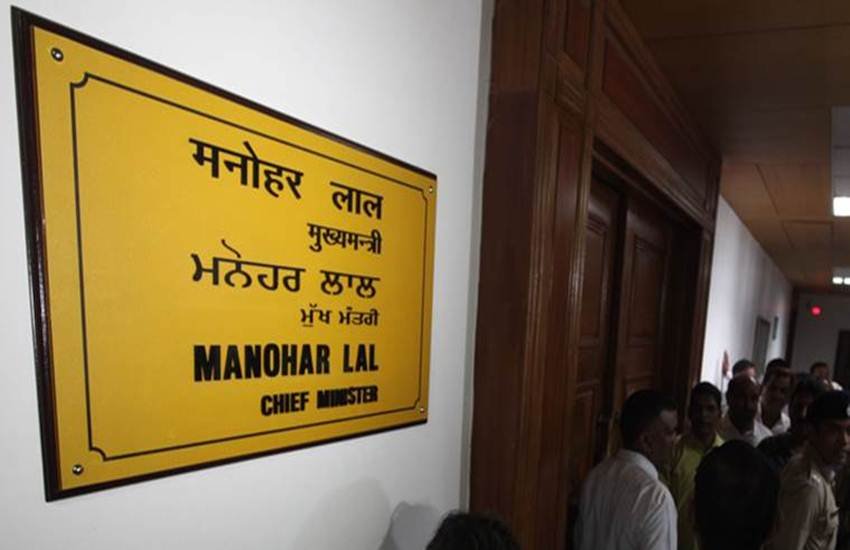 मनोहर लाल
मुख्यमन्त्री
ਮਨੋਹਰ ਲਾਲ
ਮੁੱਖ ਮੰਤਰੀ
MANOHAR LAL
CHIEF MINISTER